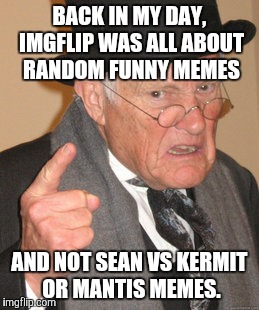 BACK IN MY DAY,
IMGFLIP WAS ALL ABOUT
RANDOM FUNNY MEMES
AND NOT SEAN VS KERMIT
OR MANTIS MEMES.
imgflip.com